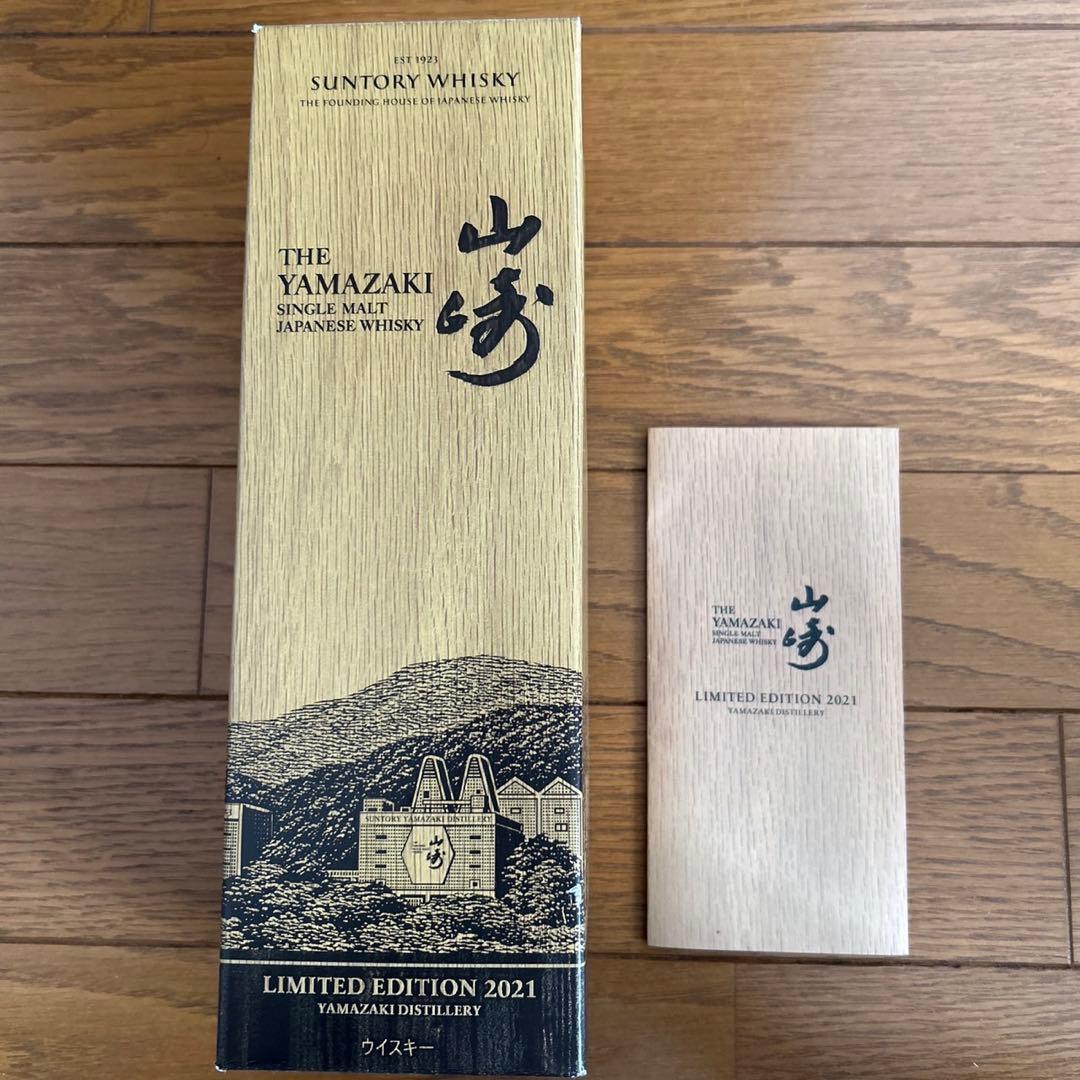 EST 1923
SUNTORY WHISKY
THE FOUNDING HOUSE OF JAPANESE WHISKY
THE
YAMAZAKI
SINGLE MALT
JAPANESE WHISKY
山崎
SUNTORY YAMAZAKI DISTILLERY
山崎
LIMITED EDITION 2021
YAMAZAKI DISTILLERY
ウイスキー
THE
YAMAZAKI
SINGLE MALT
JAPANESE WHISKY
山崎
LIMITED EDITION 2021
YAMAZAKI DISTILLERY